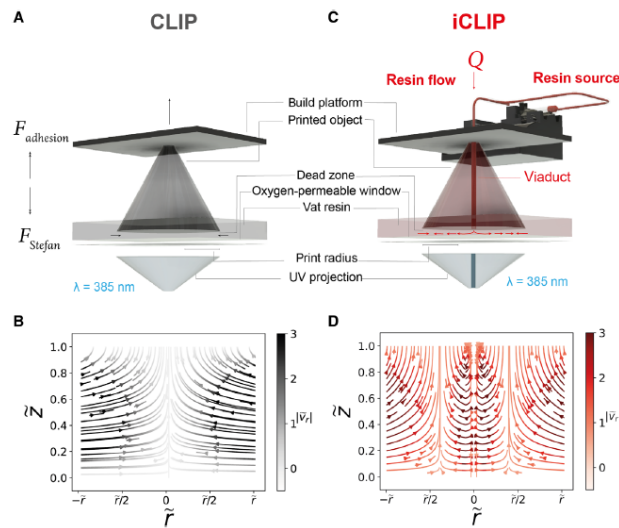 A
CLIP
C
iCLIP
Q
Resin flow
Resin source
Build platform
Printed object
F_adhesion
Viaduct
Dead zone
Oxygen-permeable window
Vat resin
F_Stefan
Print radius
UV projection
λ = 385 nm
λ = 385 nm
B
D
1.0
0.8
0.6
0.4
0.2
0.0
z̃
−r̃
r̃/2
0
r̃/2
r̃
r̃
3
2
1
0
|ṽ_r|
1.0
0.8
0.6
0.4
0.2
0.0
z̃
−r̃
r̃/2
0
r̃/2
r̃
r̃
3
2
1
0
|ṽ_r